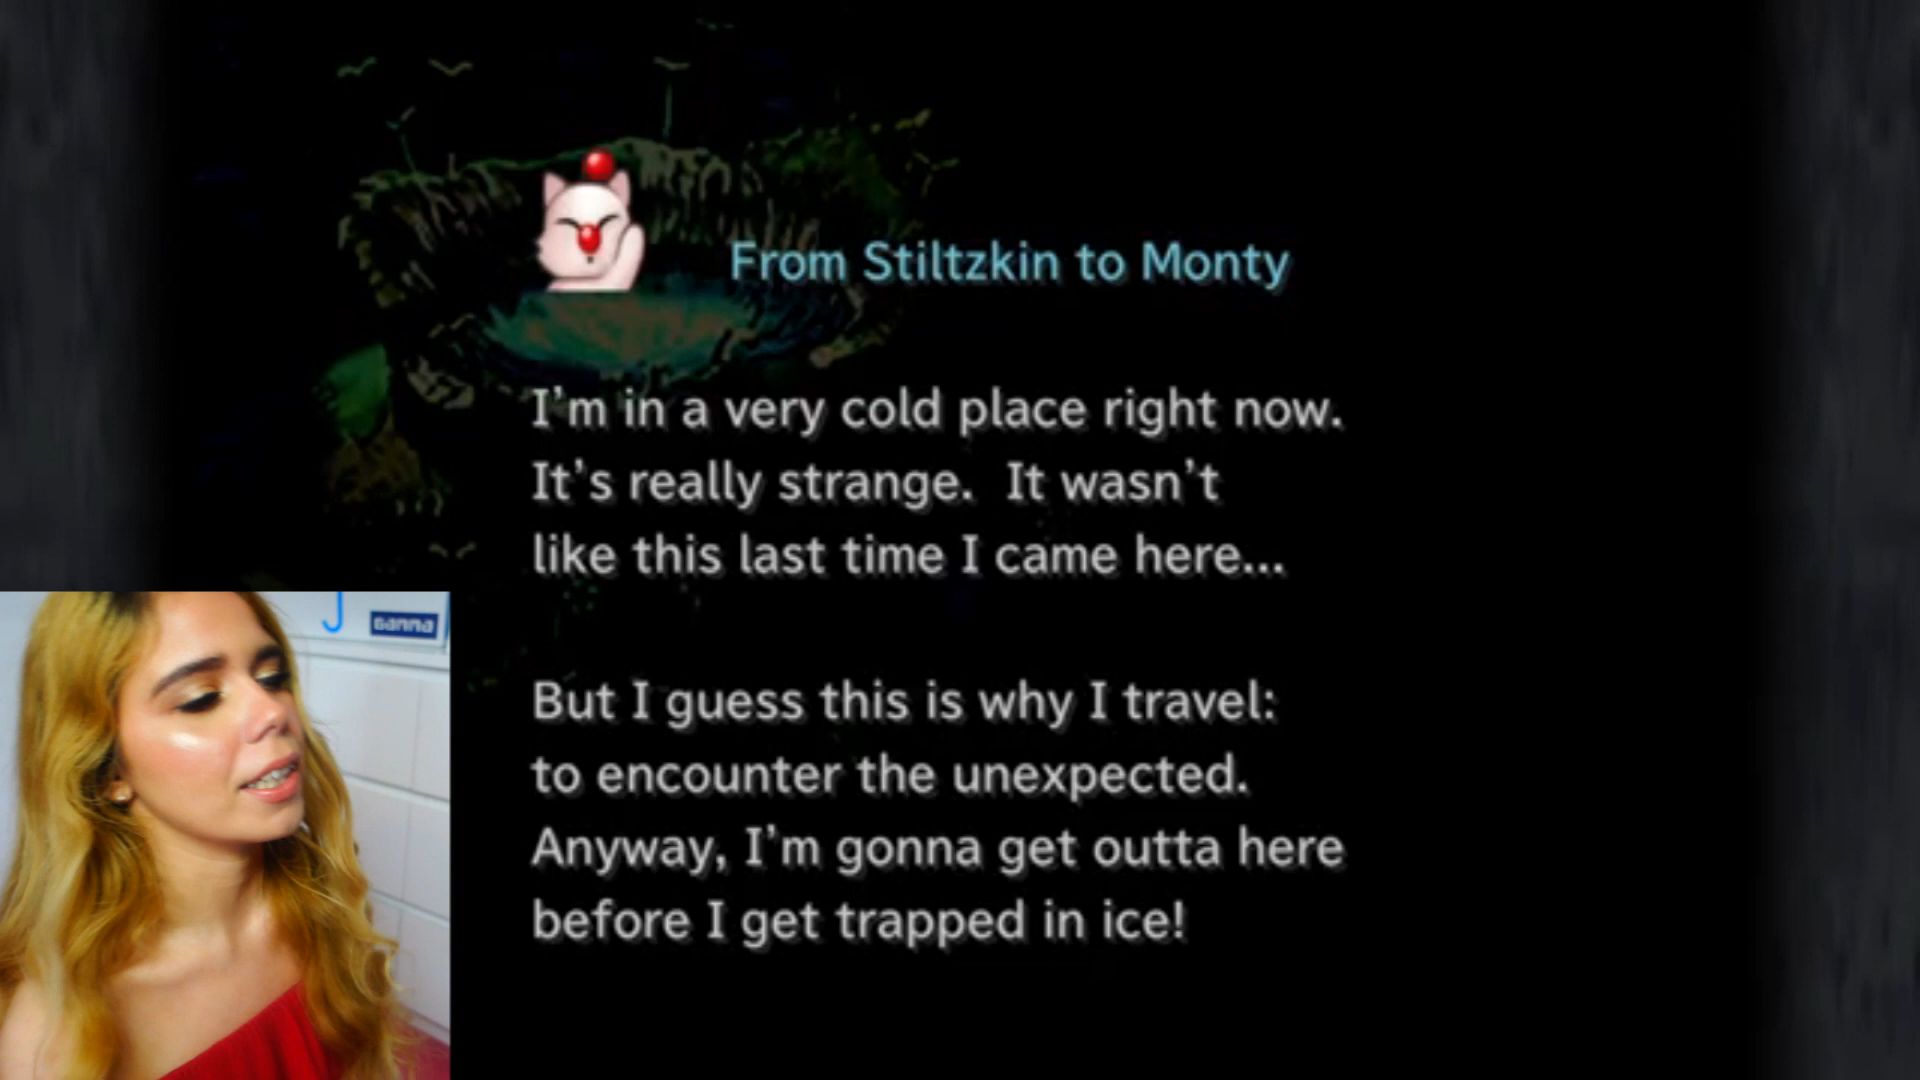 From Stiltzkin to Monty
I'm in a very cold place right now.
It's really strange. It wasn't
like this last time I came here...
But I guess this is why I travel:
to encounter the unexpected.
Anyway, I'm gonna get outta here
before I get trapped in ice!